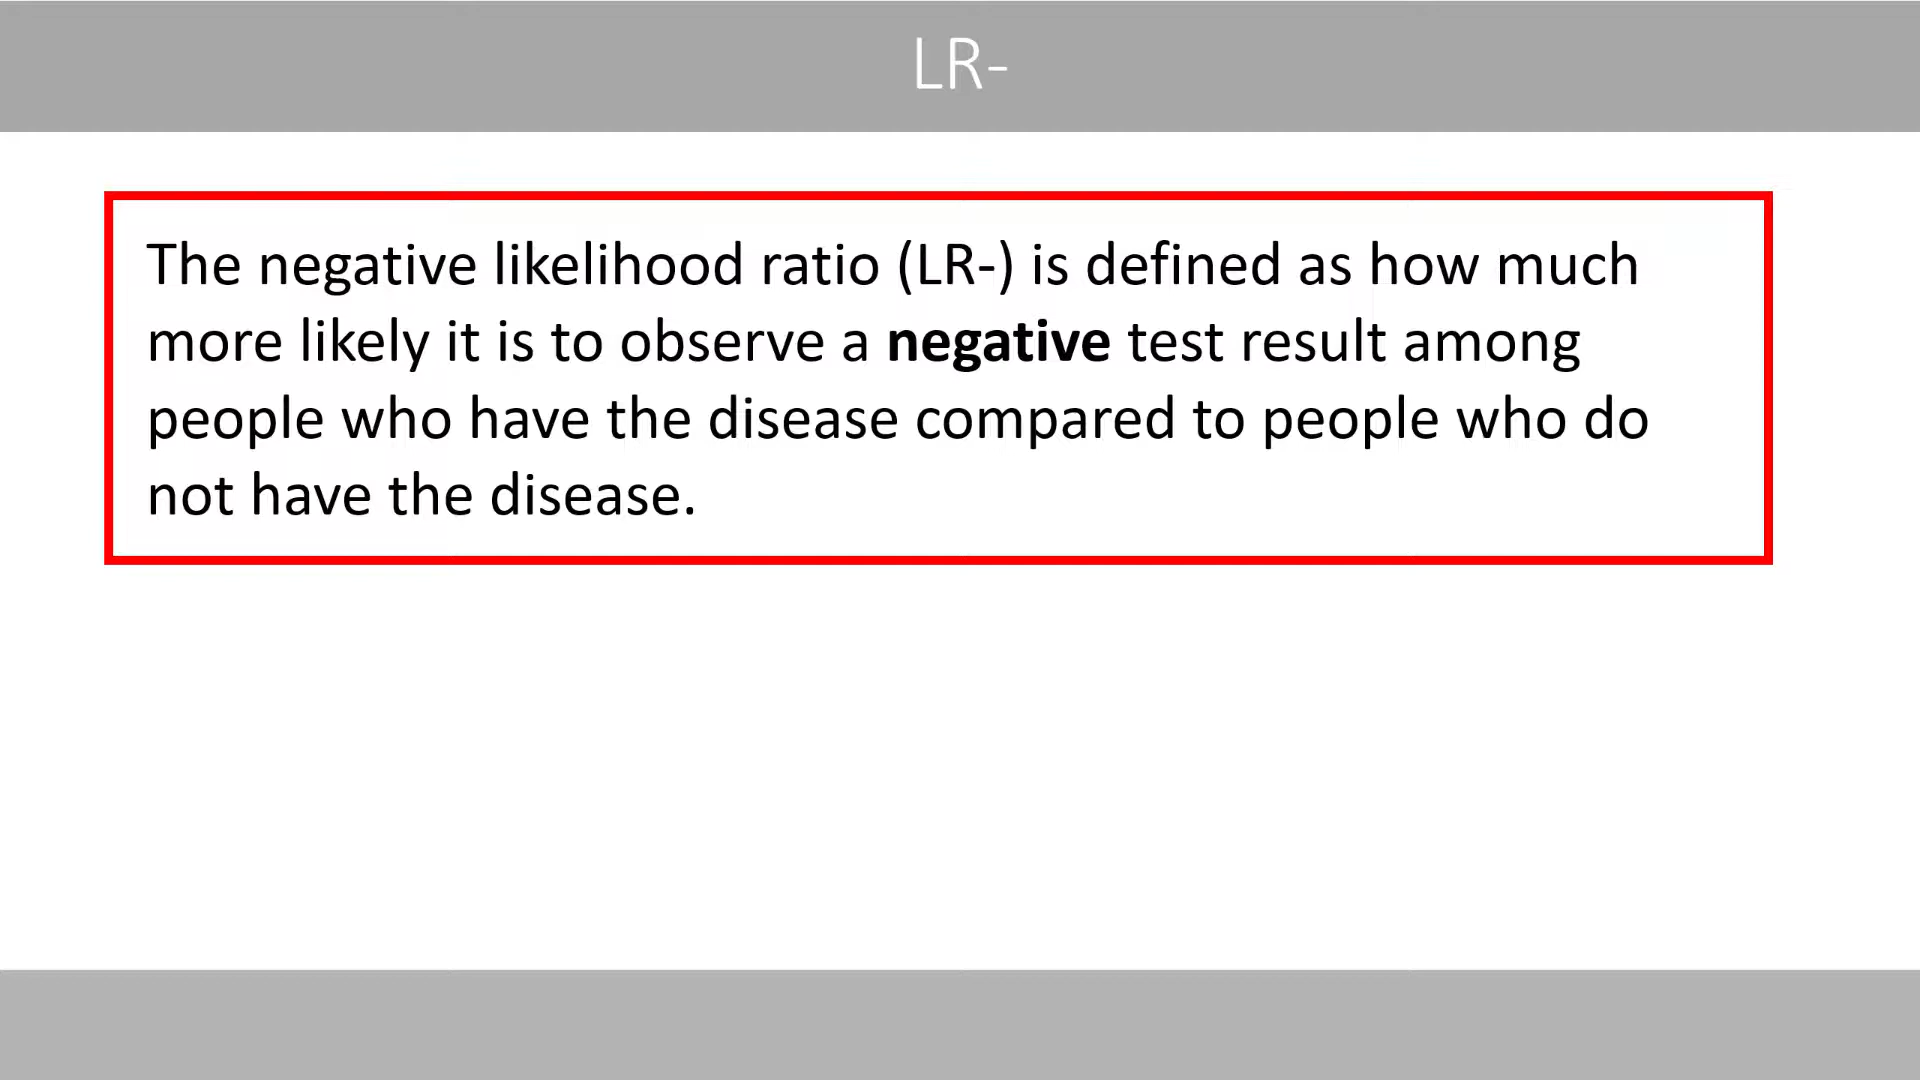 LR-
The negative likelihood ratio (LR-) is defined as how much
more likely it is to observe a negative test result among
people who have the disease compared to people who do
not have the disease.